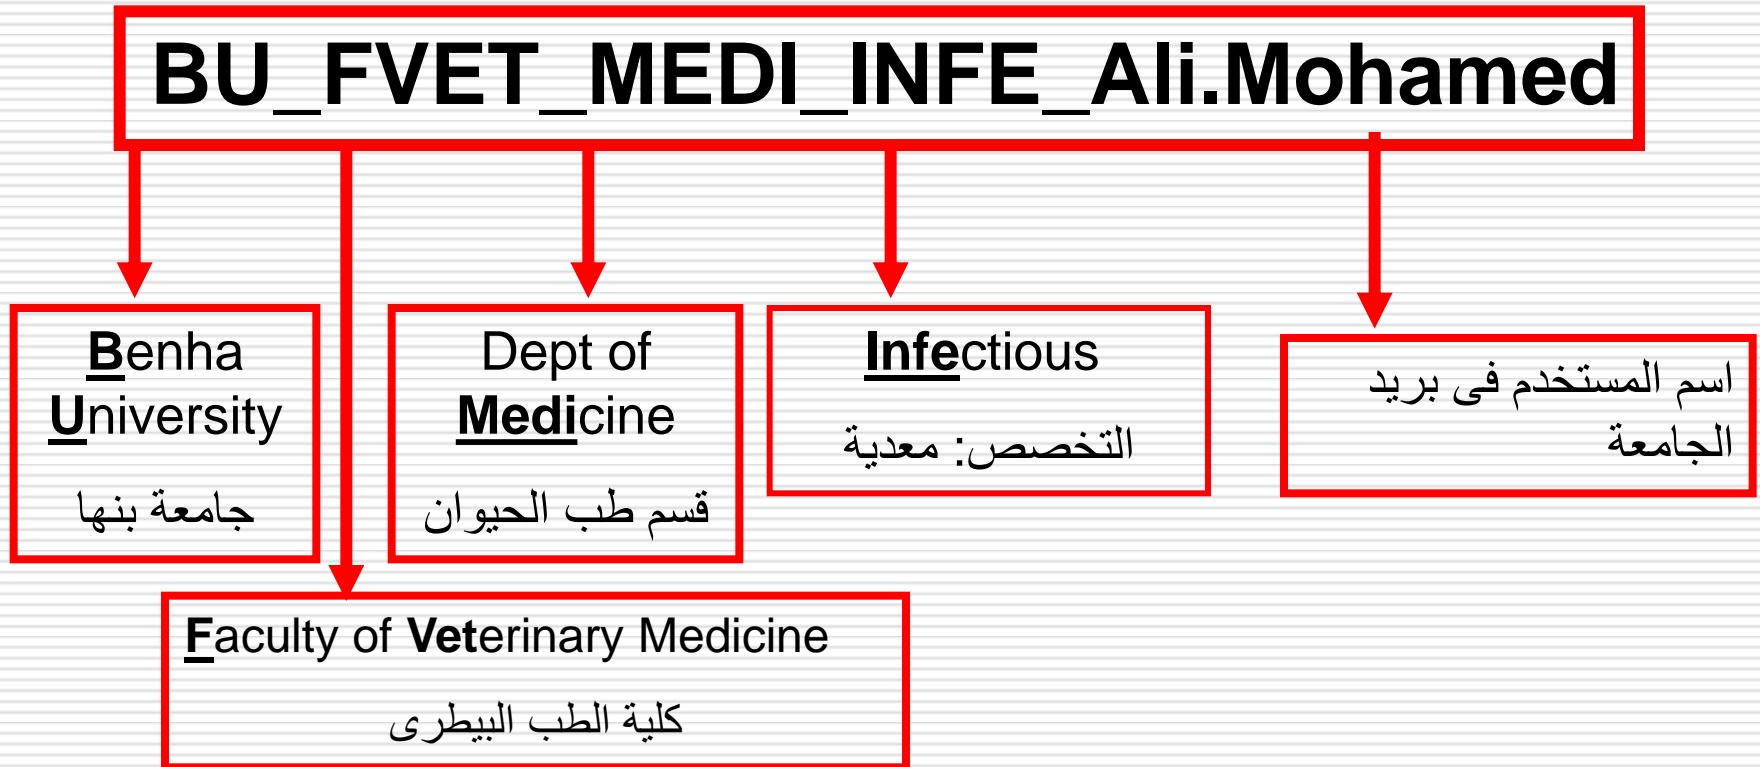 BU_FVET_MEDI_INFE_Ali.Mohamed
Benha
University
جامعة بنها
Dept of
Medicine
قسم طب الحيوان
Infectious
التخصص: معدية
اسم المستخدم فى بريد
الجامعة
Faculty of Veterinary Medicine
كلية الطب البيطرى